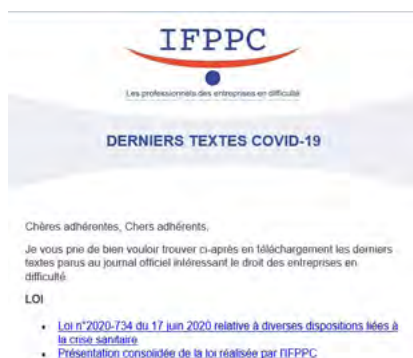 IFPPC
Les professionnels des entreprises en difficulté
DERNIERS TEXTES COVID-19
Chères adhérentes, Chers adhérents,
Je vous prie de bien vouloir trouver ci-après en téléchargement les derniers
textes parus au journal officiel intéressant le droit des entreprises en
difficulté.
LOI
• Loi n°2020-734 du 17 juin 2020 relative à diverses dispositions liées à
la crise sanitaire
• Présentation consolidée de la loi réalisée par l'IFPPC